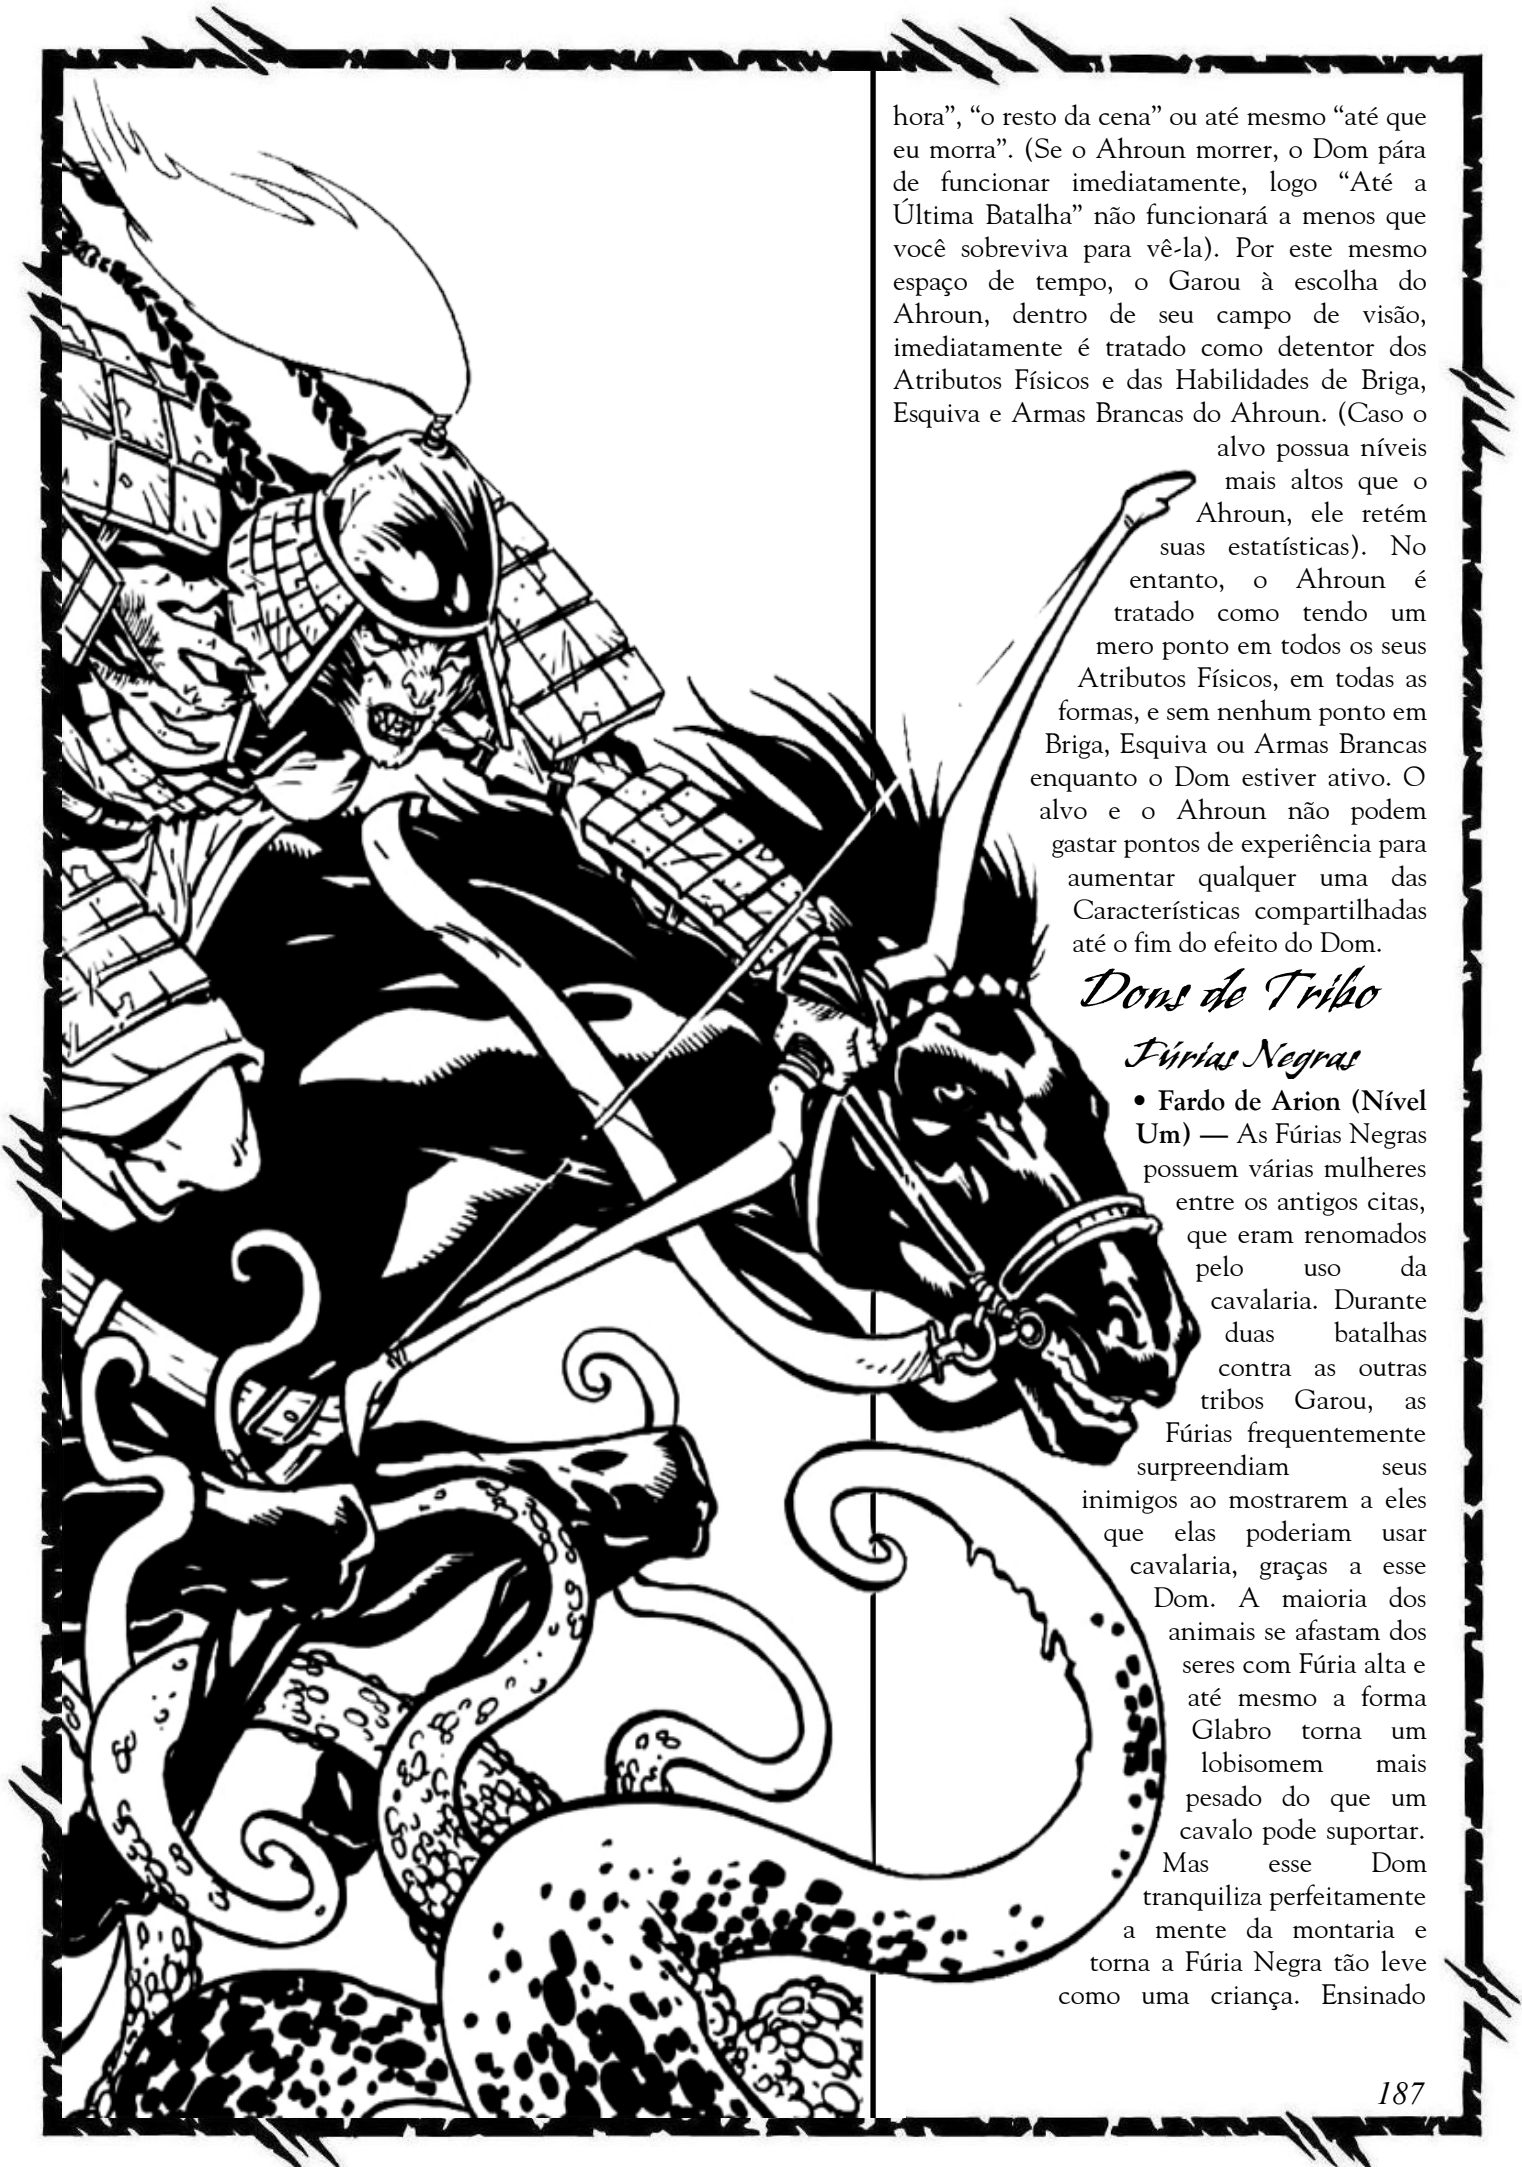 hora”, “o resto da cena” ou até mesmo “até que
eu morra”. (Se o Ahroun morrer, o Dom pára
de funcionar imediatamente, logo “Até a
Última Batalha” não funcionará a menos que
você sobreviva para vê-la). Por este mesmo
espaço de tempo, o Garou à escolha do
Ahroun, dentro de seu campo de visão,
imediatamente é tratado como detentor dos
Atributos Físicos e das Habilidades de Briga,
Esquiva e Armas Brancas do Ahroun. (Caso o
alvo possua níveis
mais altos que o
Ahroun, ele retém
suas estatísticas). No
entanto, o Ahroun é
tratado como tendo um
mero ponto em todos os seus
Atributos Físicos, em todas as
formas, e sem nenhum ponto em
Briga, Esquiva ou Armas Brancas
enquanto o Dom estiver ativo. O
alvo e o Ahroun não podem
gastar pontos de experiência para
aumentar qualquer uma das
Características compartilhadas
até o fim do efeito do Dom.
Dons de Tribo
Fúrias Negras
• Fardo de Arion (Nível
Um) — As Fúrias Negras
possuem várias mulheres
entre os antigos citas,
que eram renomados
pelo uso da
cavalaria. Durante
duas batalhas
contra as outras
tribos Garou, as
Fúrias frequentemente
surpreendiam seus
inimigos ao mostrarem a eles
que elas poderiam usar
cavalaria, graças a esse
Dom. A maioria dos
animais se afastam dos
seres com Fúria alta e
até mesmo a forma
Glabro torna um
lobisomem mais
pesado do que um
cavalo pode suportar.
Mas esse Dom
tranquiliza perfeitamente
a mente da montaria e
torna a Fúria Negra tão leve
como uma criança. Ensinado
187